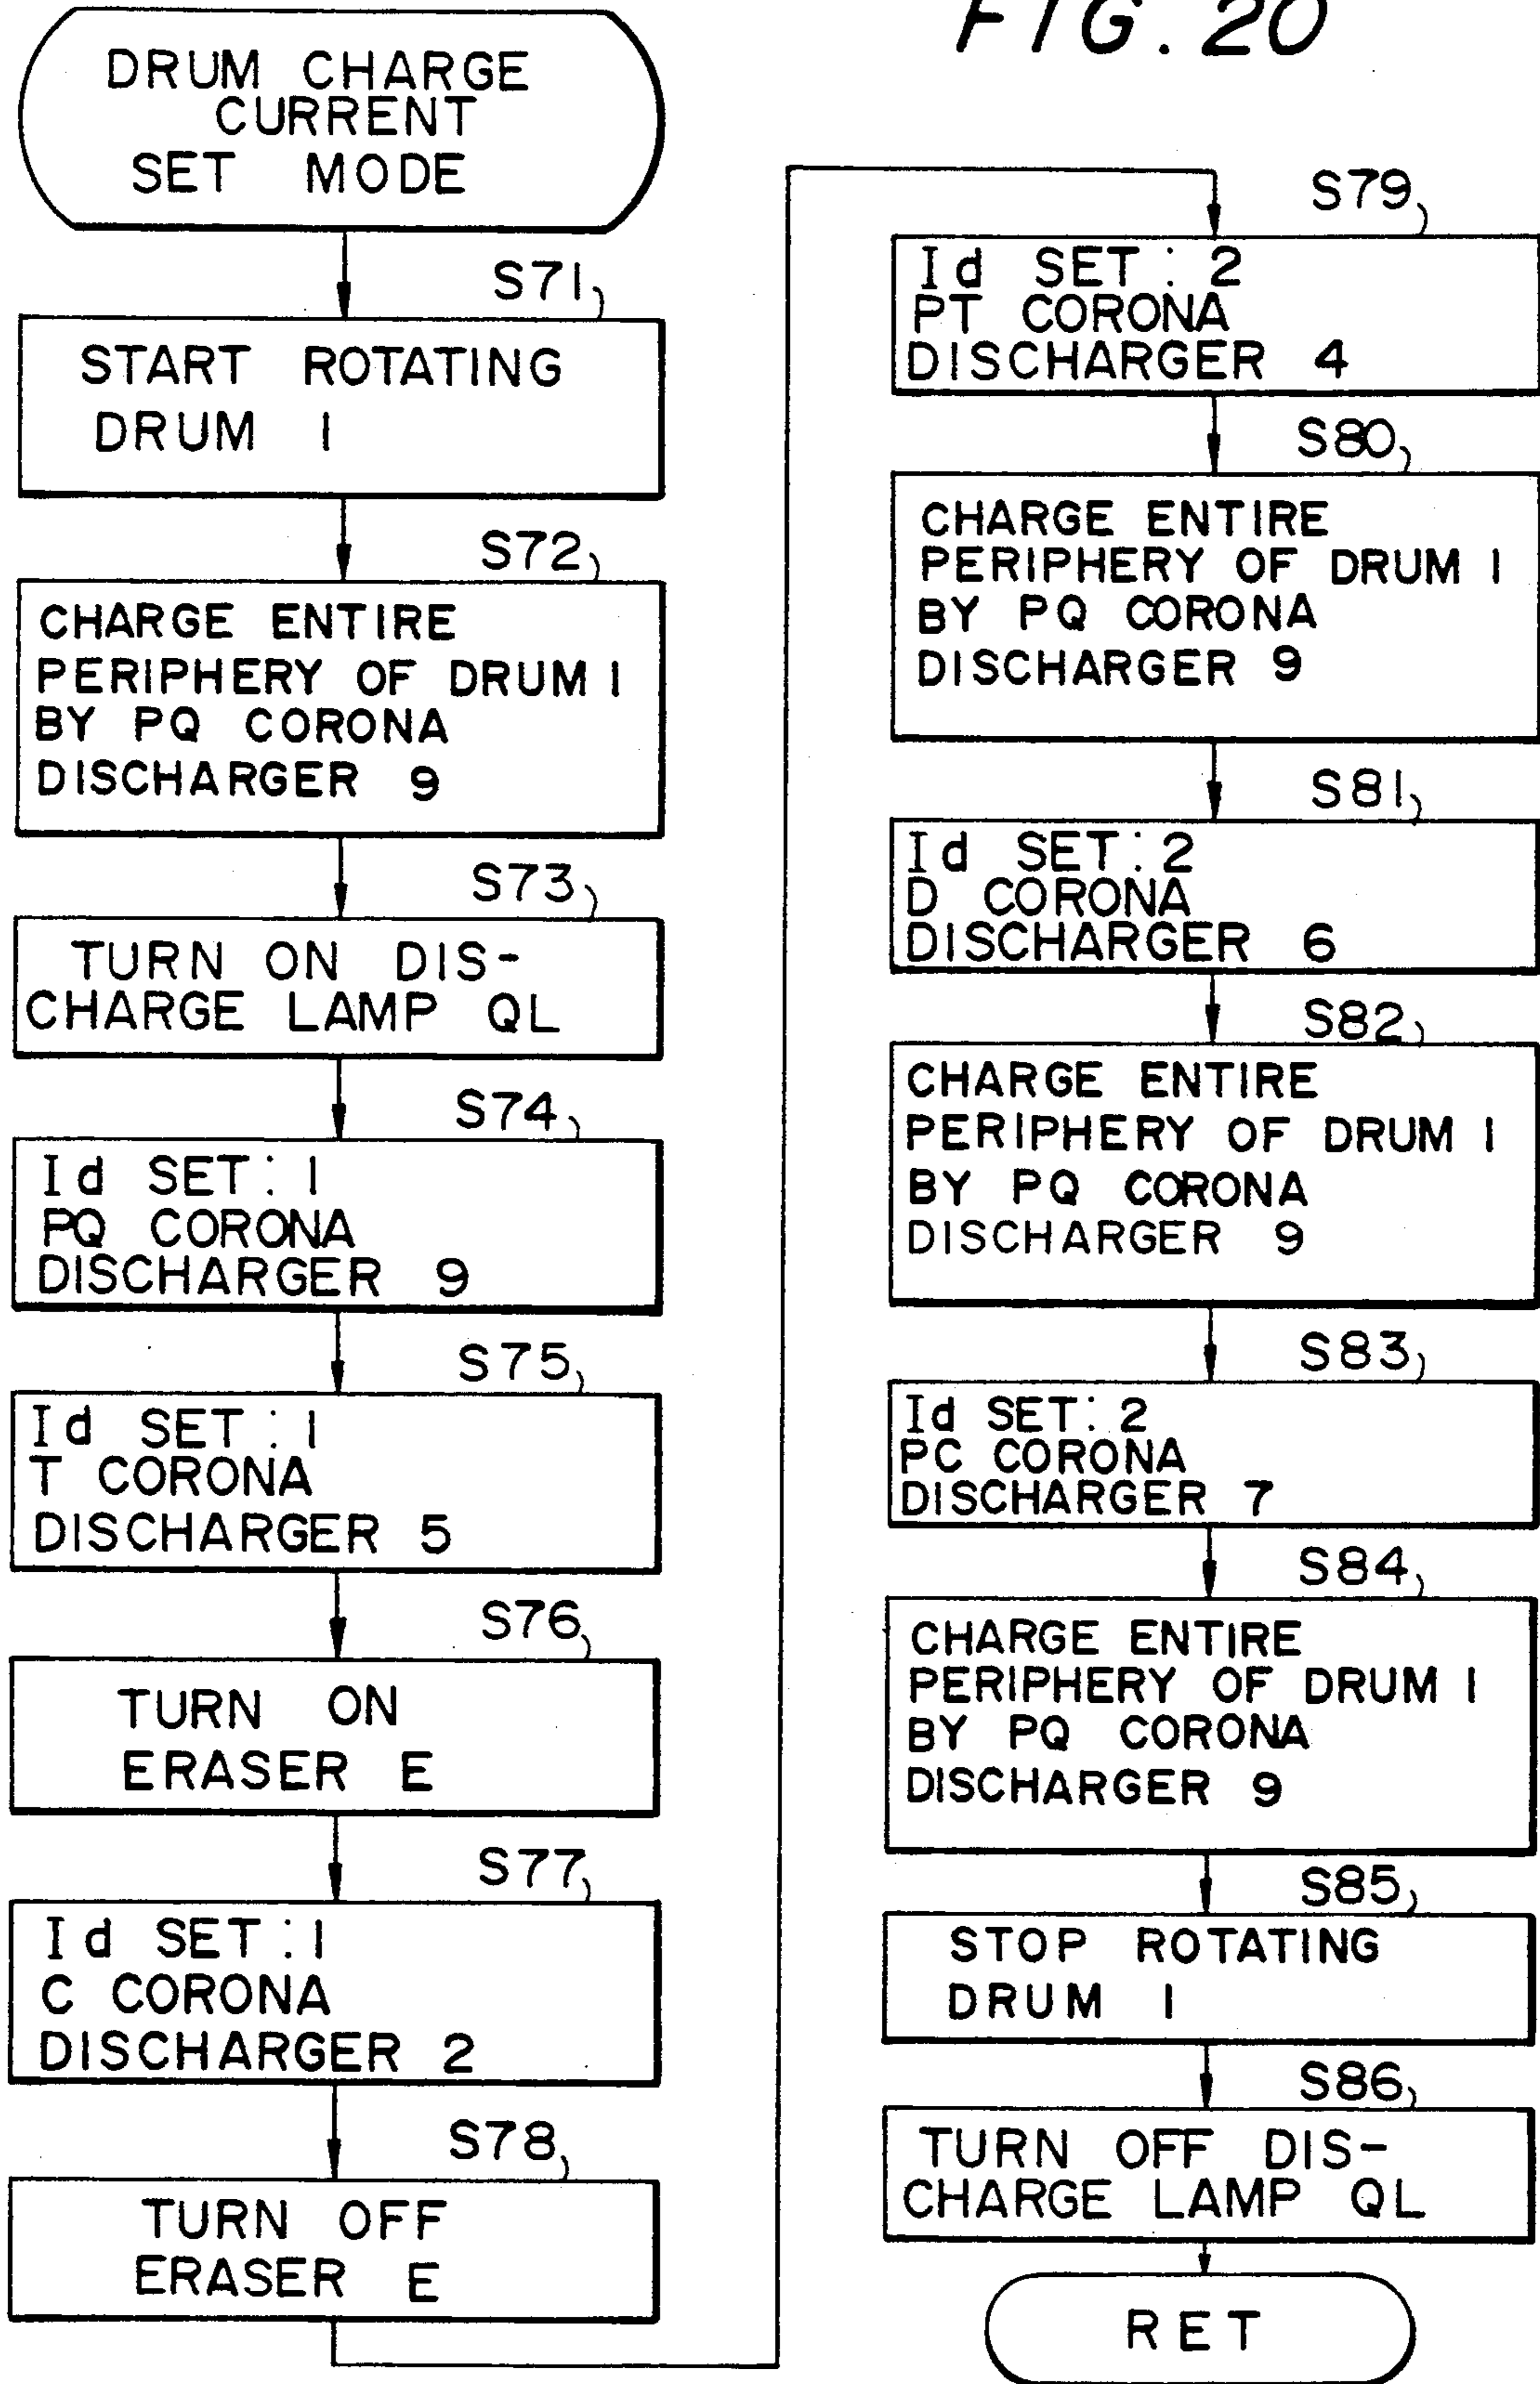 FIG. 20
DRUM CHARGE
CURRENT
SET MODE
S71
START ROTATING
DRUM 1
S72
CHARGE ENTIRE
PERIPHERY OF DRUM 1
BY PQ CORONA
DISCHARGER 9
S73
TURN ON DIS-
CHARGE LAMP QL
S74
Id SET: 1
PQ CORONA
DISCHARGER 9
S75
Id SET: 1
T CORONA
DISCHARGER 5
S76
TURN ON
ERASER E
S77
Id SET: 1
C CORONA
DISCHARGER 2
S78
TURN OFF
ERASER E
S79
Id SET: 2
PT CORONA
DISCHARGER 4
S80
CHARGE ENTIRE
PERIPHERY OF DRUM 1
BY PQ CORONA
DISCHARGER 9
S81
Id SET: 2
D CORONA
DISCHARGER 6
S82
CHARGE ENTIRE
PERIPHERY OF DRUM 1
BY PQ CORONA
DISCHARGER 9
S83
Id SET: 2
PC CORONA
DISCHARGER 7
S84
CHARGE ENTIRE
PERIPHERY OF DRUM 1
BY PQ CORONA
DISCHARGER 9
S85
STOP ROTATING
DRUM 1
S86
TURN OFF DIS-
CHARGE LAMP QL
RET